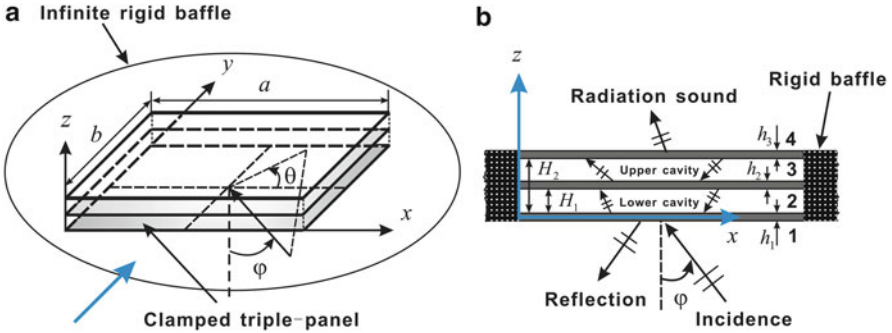 a
Infinite rigid baffle
y
a
b
z
θ
x
φ
Clamped triple-panel
b
z
Radiation sound
Rigid baffle
h3 4
Upper cavity
3
H2
h2
H1
Lower cavity
2
x
h1 1
Reflection
φ
Incidence